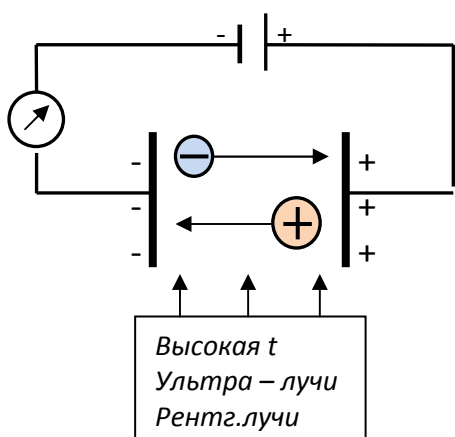 - +
- +
- +
- +
Высокая t
Ультра – лучи
Рентг.лучи